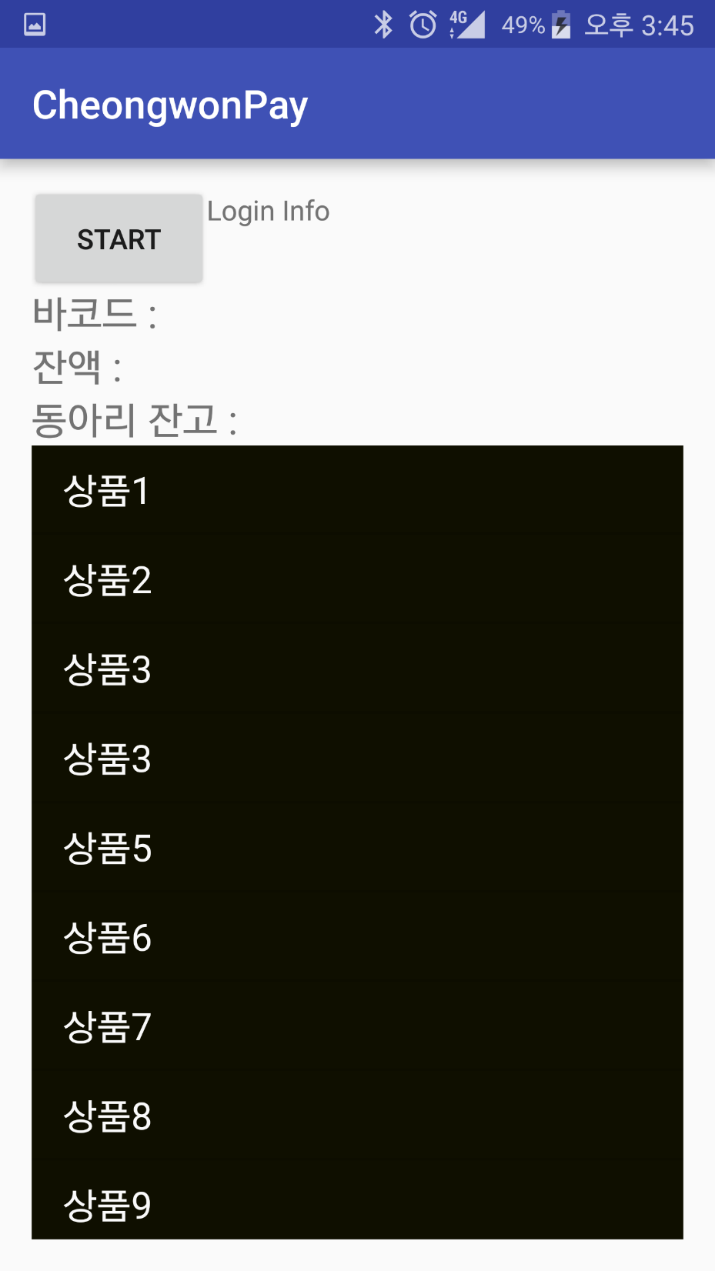 4G 49% 오후 3:45
CheongwonPay
START Login Info
바코드 :
잔액 :
동아리 잔고 :
상품1
상품2
상품3
상품3
상품5
상품6
상품7
상품8
상품9